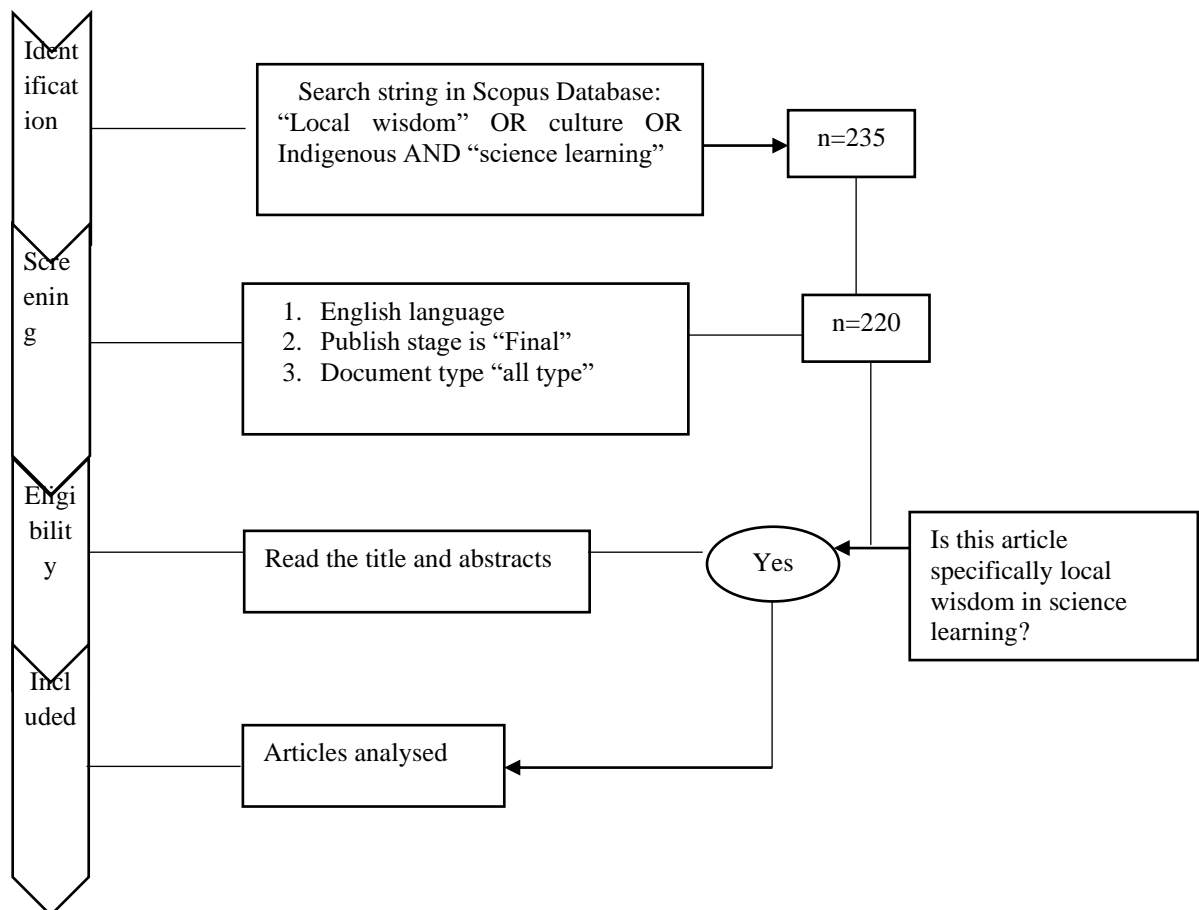 Ident
ificat
ion
Search string in Scopus Database:
“Local wisdom” OR culture OR
Indigenous AND “science learning”
n=235
Scre
enin
g
1. English language
2. Publish stage is “Final”
3. Document type “all type”
n=220
Eligi
bilit
y
Read the title and abstracts
Yes
Is this article
specifically local
wisdom in science
learning?
Incl
uded
Articles analysed